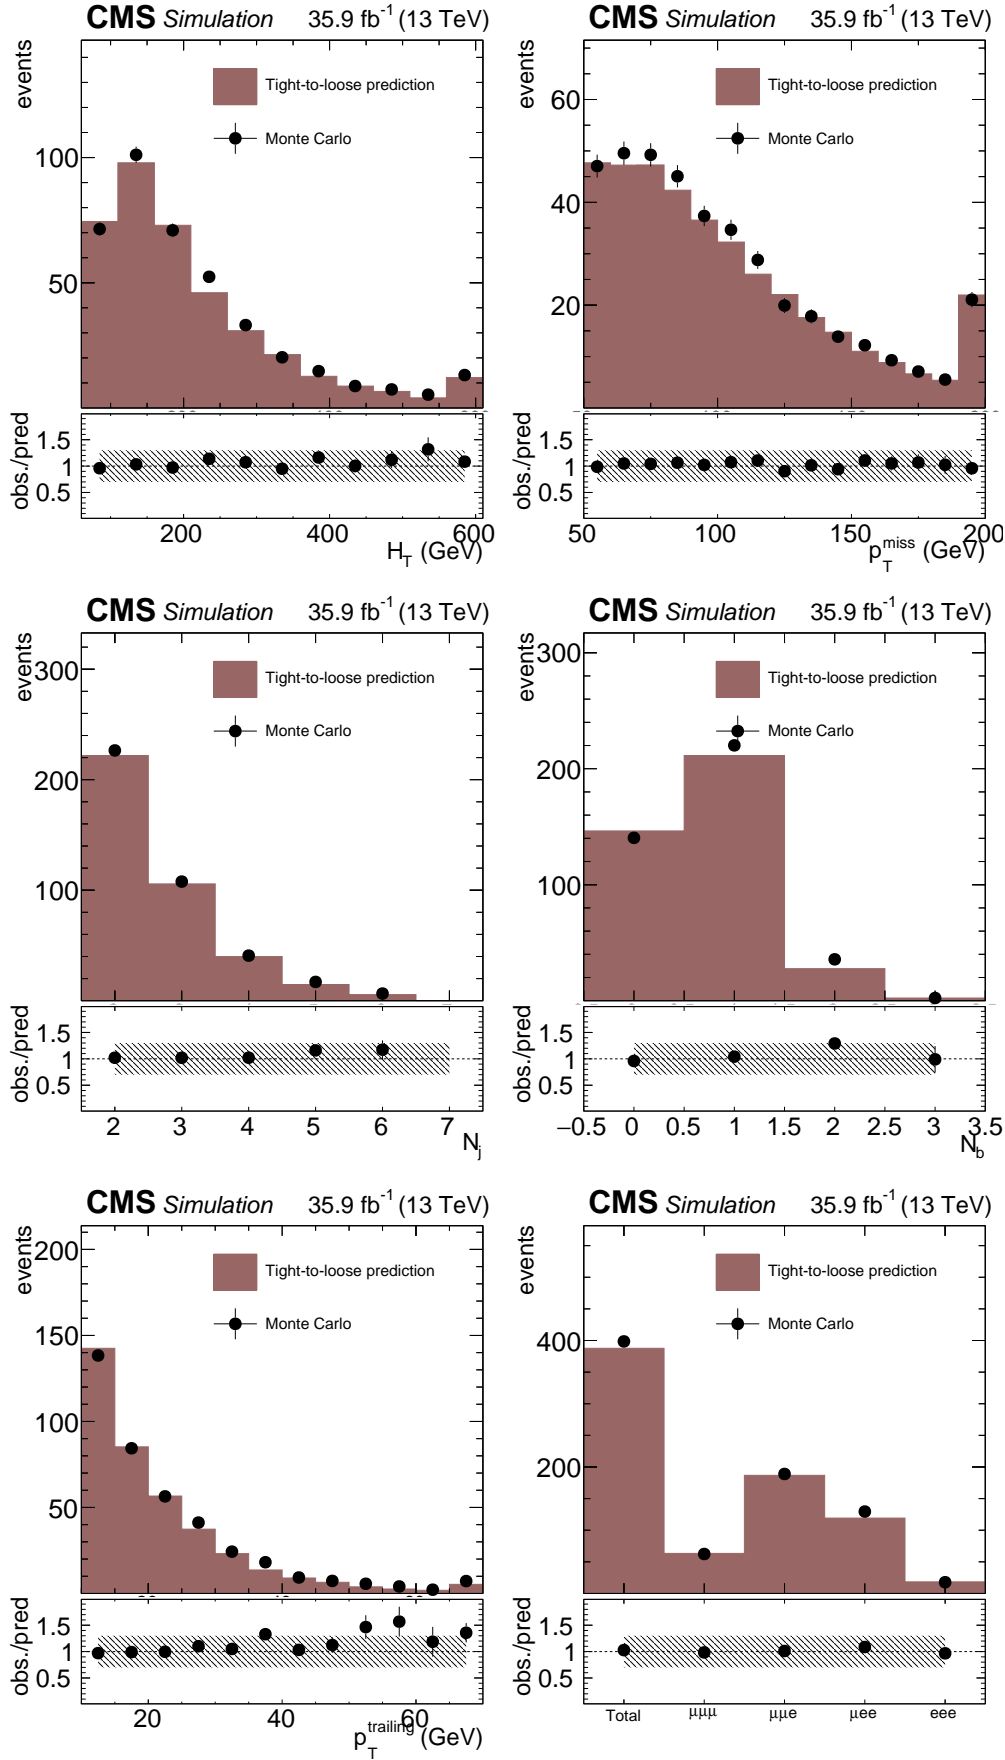 CMS Simulation 35.9 fb-1 (13 TeV)
events
Tight-to-loose prediction
Monte Carlo
100
50
obs./pred
1.5
1
0.5
200 400 600
H_T (GeV)
CMS Simulation 35.9 fb-1 (13 TeV)
events
Tight-to-loose prediction
Monte Carlo
60
40
20
obs./pred
1.5
1
0.5
50 100 150 200
p_T^miss (GeV)
CMS Simulation 35.9 fb-1 (13 TeV)
events
Tight-to-loose prediction
Monte Carlo
300
200
100
obs./pred
1.5
1
0.5
2 3 4 5 6 7
N_j
CMS Simulation 35.9 fb-1 (13 TeV)
events
Tight-to-loose prediction
Monte Carlo
300
200
100
obs./pred
1.5
1
0.5
−0.5 0 0.5 1 1.5 2 2.5 3 3.5
N_b
CMS Simulation 35.9 fb-1 (13 TeV)
events
Tight-to-loose prediction
Monte Carlo
200
150
100
50
obs./pred
1.5
1
0.5
20 40 60
p_T^trailing (GeV)
CMS Simulation 35.9 fb-1 (13 TeV)
events
Tight-to-loose prediction
Monte Carlo
400
200
obs./pred
1.5
1
0.5
Total μμμ μμe μee eee